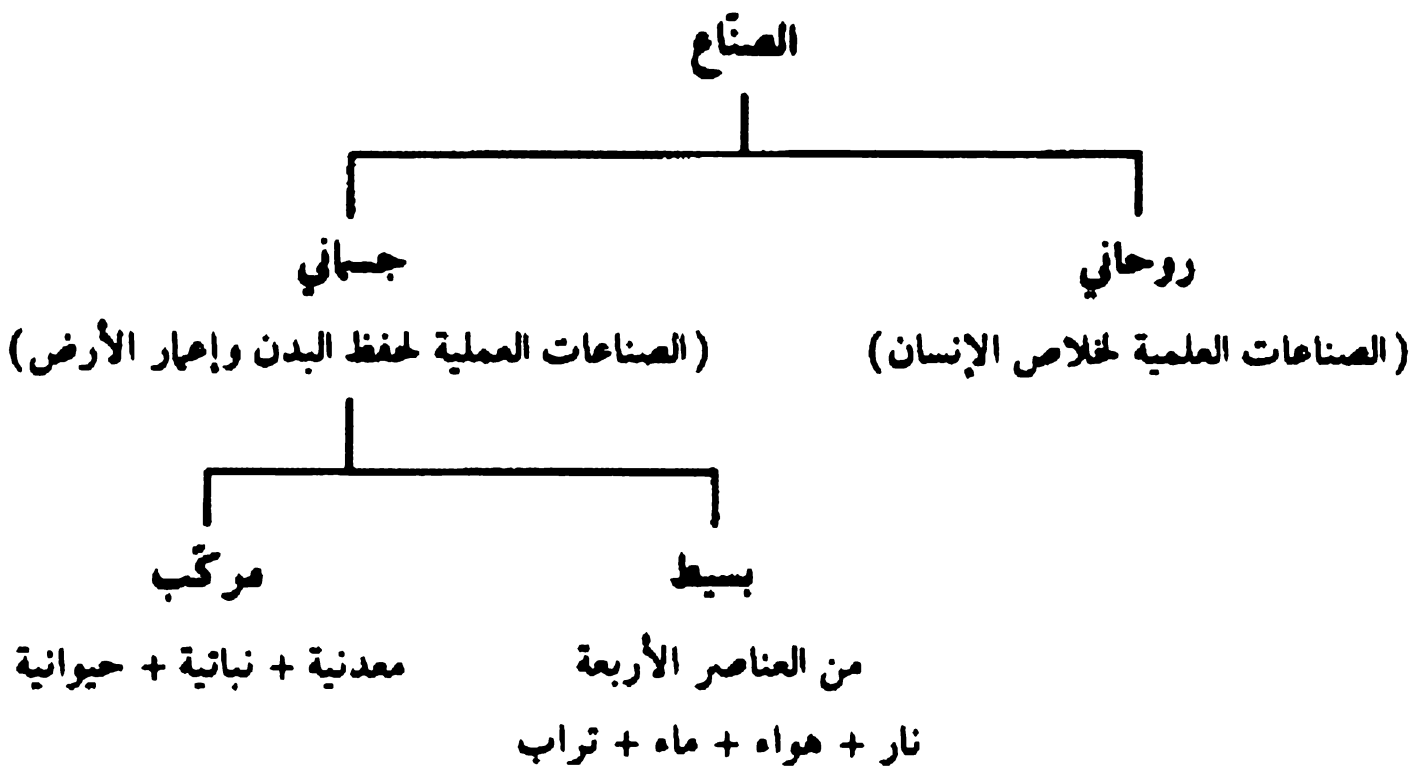 الصنّاع
روحاني
جسماني
(الصناعات العلمية لخلاص الإنسان)
(الصناعات العملية لحفظ البدن وإعمار الأرض)
بسيط
مركّب
من العناصر الأربعة
معدنية + نباتية + حيوانية
نار + هواء + ماء + تراب